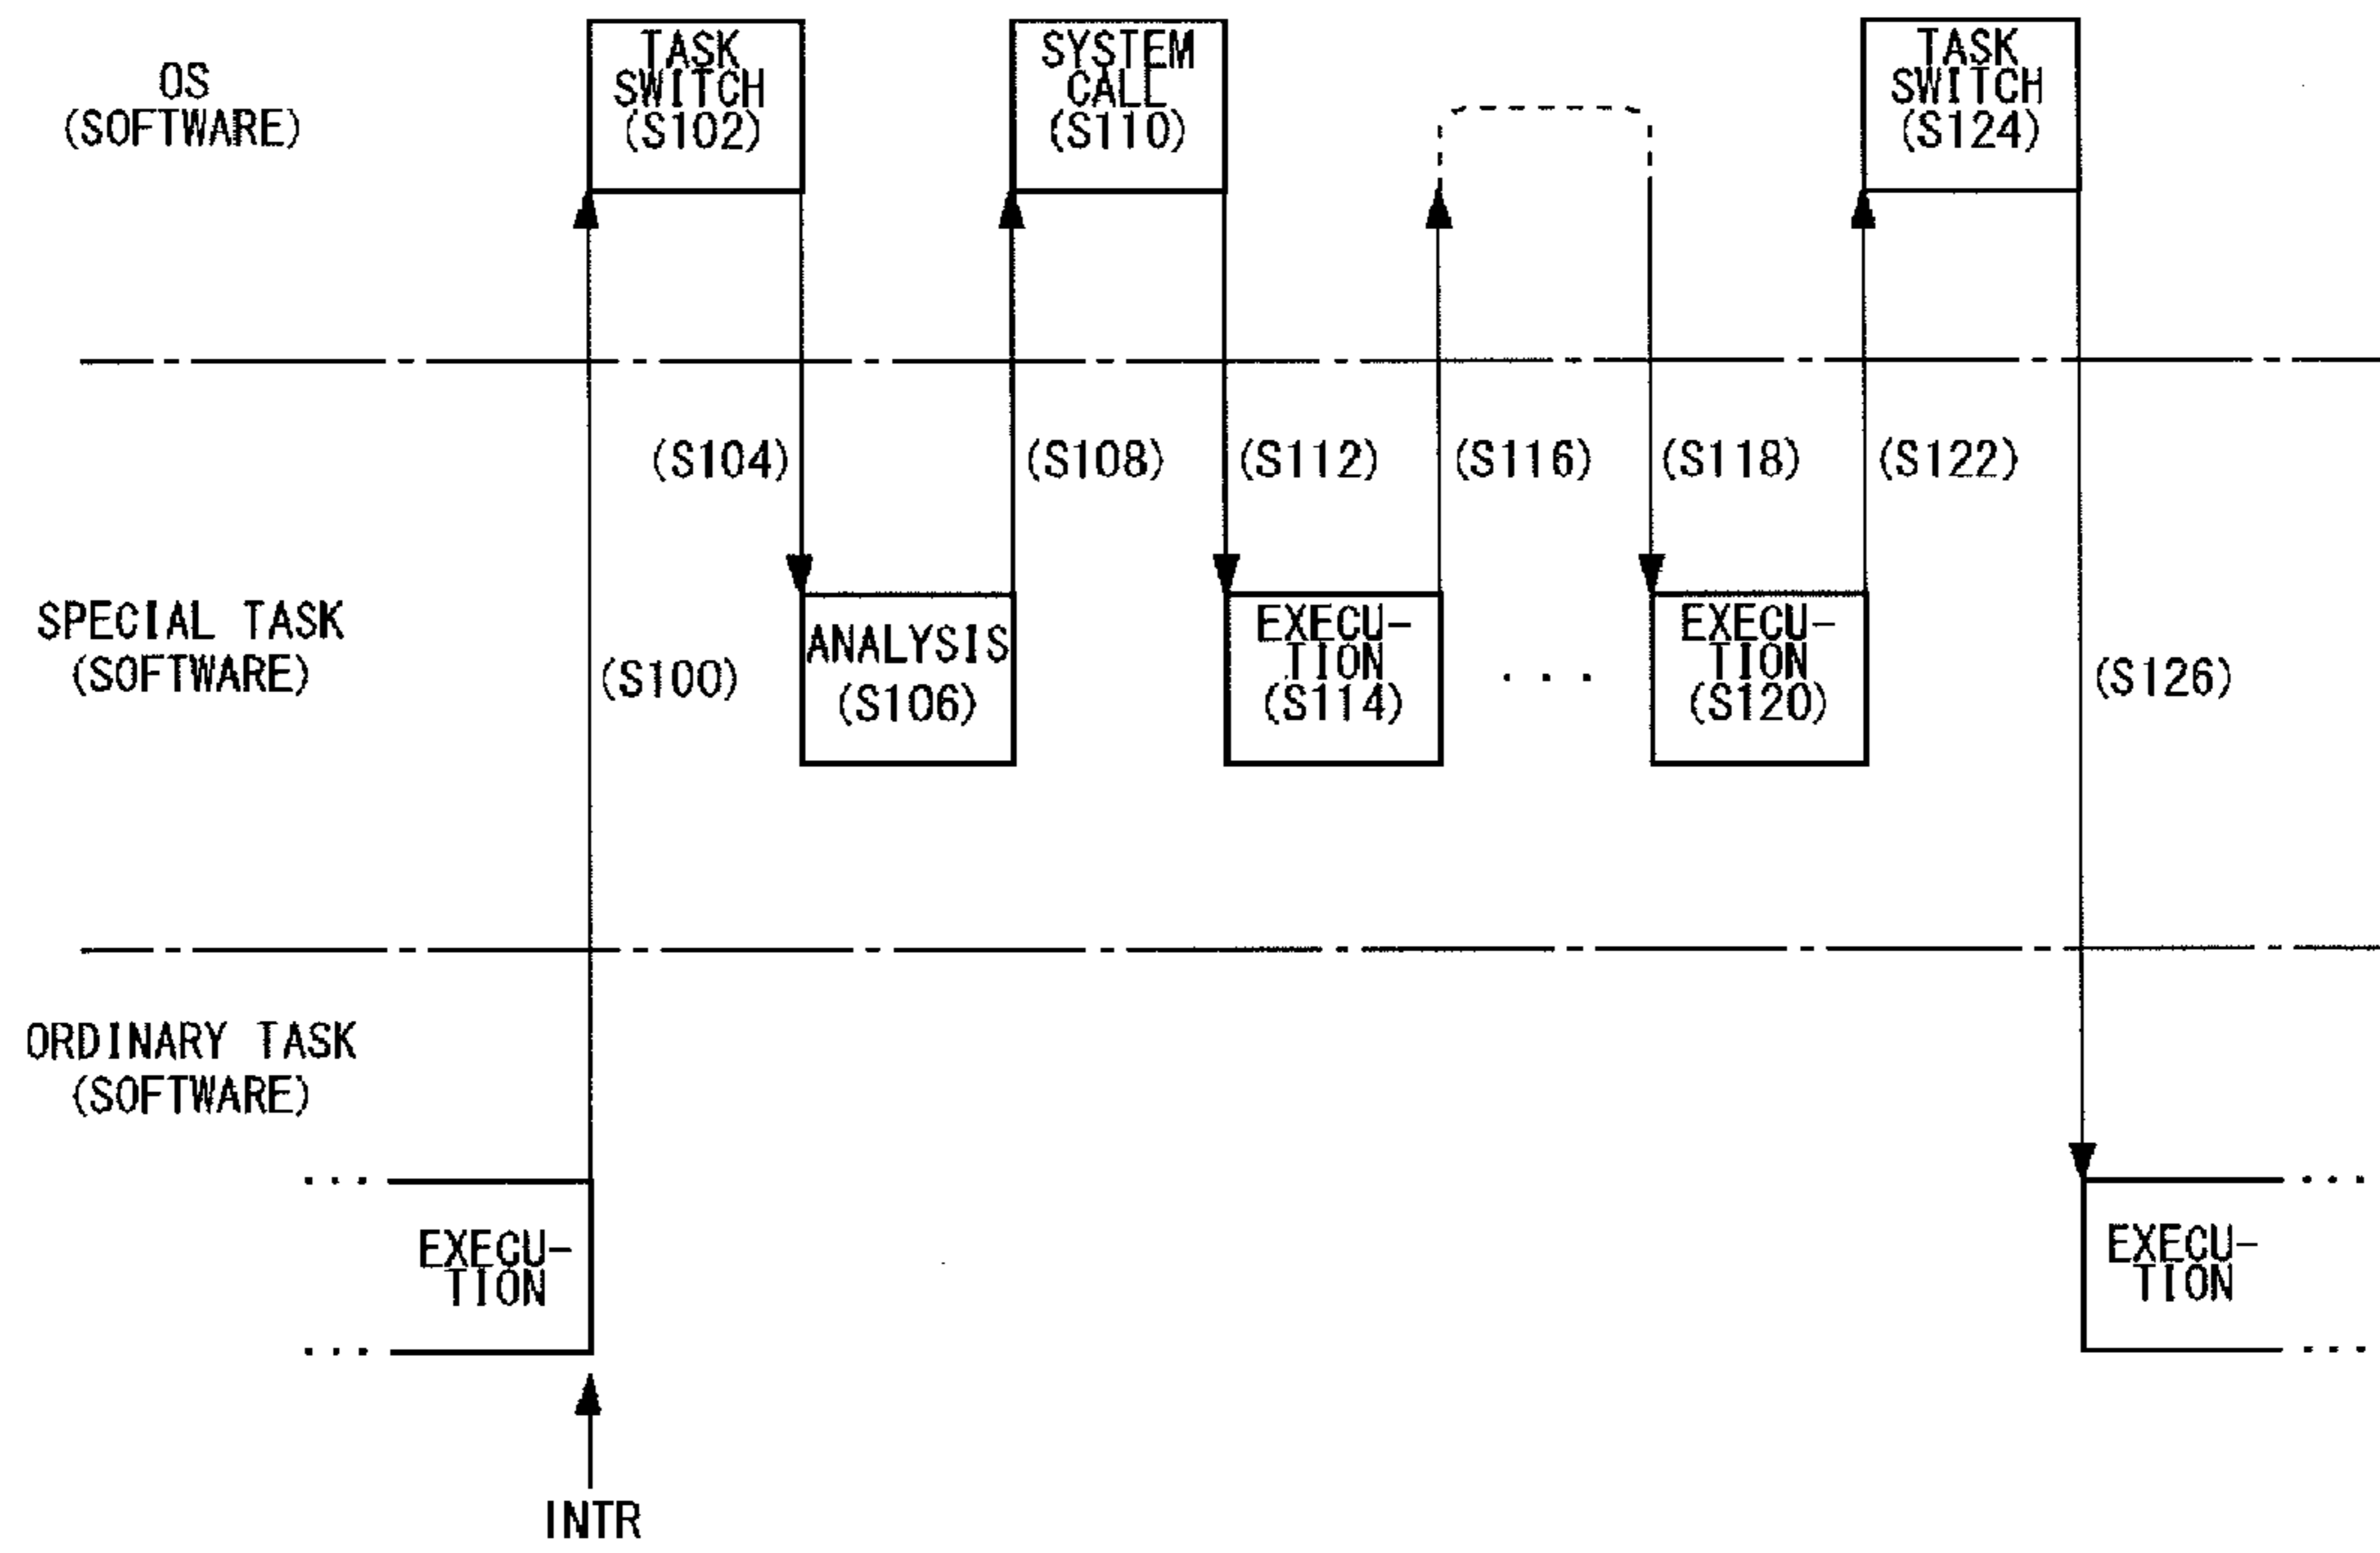 OS
(SOFTWARE)
TASK
SWITCH
(S102)
SYSTEM
CALL
(S110)
TASK
SWITCH
(S124)
(S104)
(S108)
(S112)
(S116)
(S118)
(S122)
SPECIAL TASK
(SOFTWARE)
(S100)
ANALYSIS
(S106)
EXECU-
TION
(S114)
...
EXECU-
TION
(S120)
(S126)
ORDINARY TASK
(SOFTWARE)
... ...
EXECU-
TION
EXECU-
TION
... ...
INTR